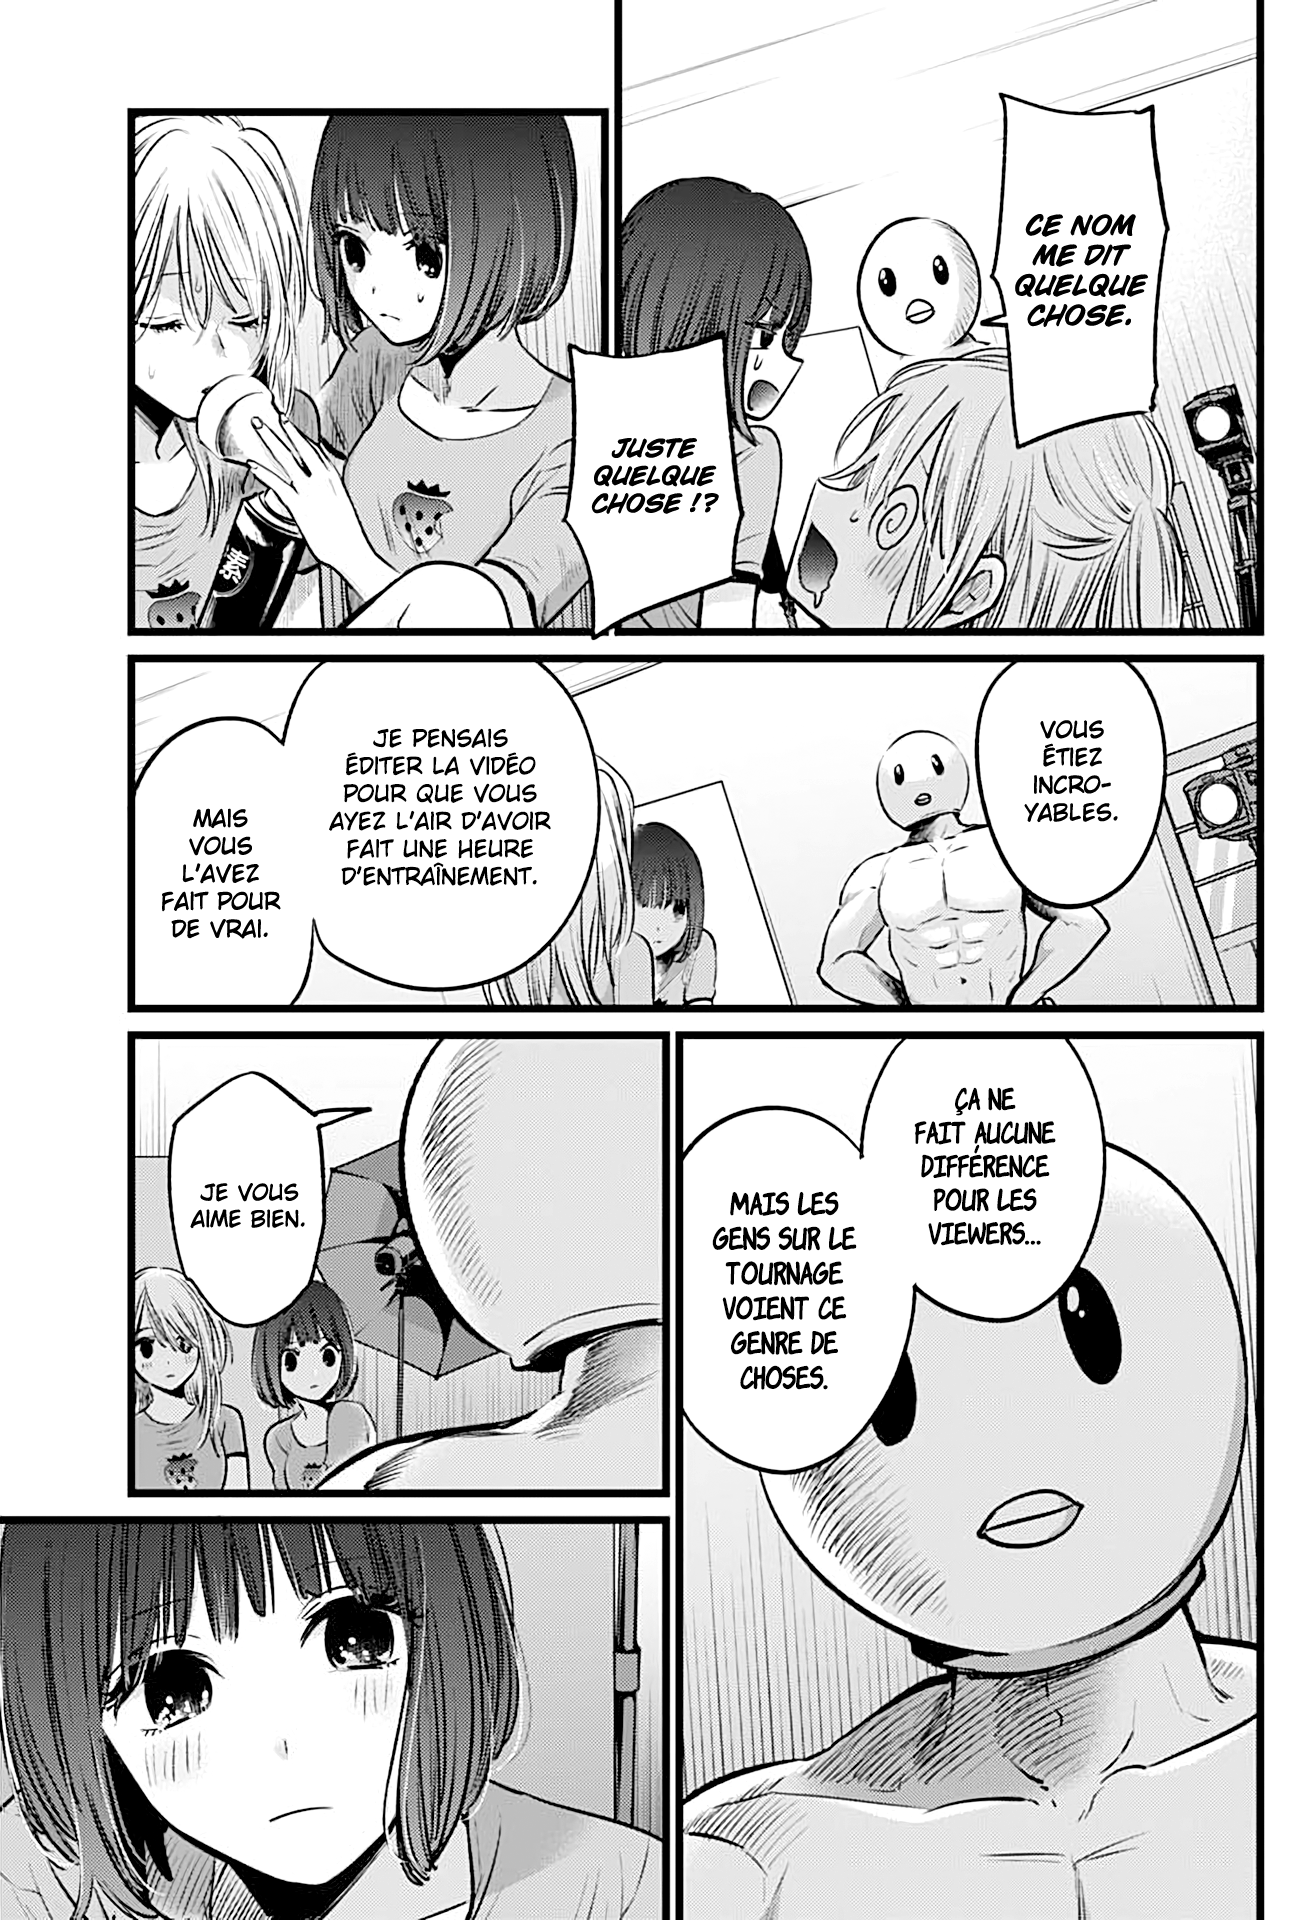 CE NOM
ME DIT
QUELQUE
CHOSE.
JUSTE
QUELQUE
CHOSE !?
VOUS
ÉTIEZ
INCRO-
YABLES.
JE PENSAIS
ÉDITER LA VIDÉO
POUR QUE VOUS
AYEZ L'AIR D'AVOIR
FAIT UNE HEURE
D'ENTRAÎNEMENT.
MAIS
VOUS
L'AVEZ
FAIT POUR
DE VRAI.
ÇA NE
FAIT AUCUNE
DIFFÉRENCE
POUR LES
VIEWERS...
MAIS LES
GENS SUR LE
TOURNAGE
VOIENT CE
GENRE DE
CHOSES.
JE VOUS
AIME BIEN.